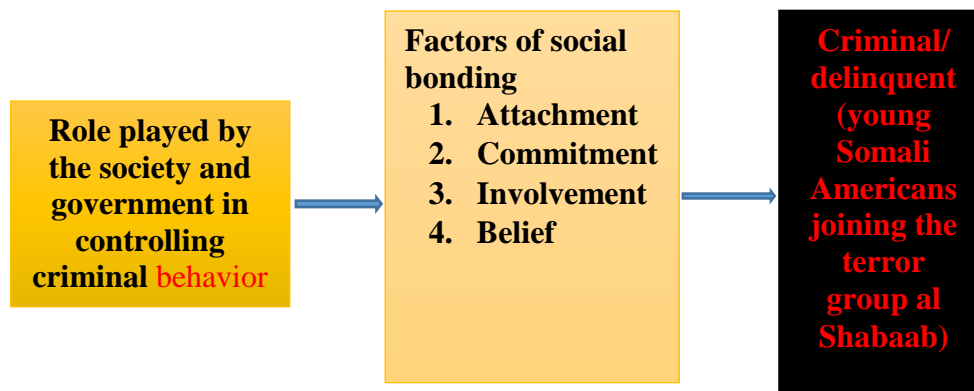 Role played by
the society and
government in
controlling
criminal behavior
Factors of social
bonding
1. Attachment
2. Commitment
3. Involvement
4. Belief
Criminal/
delinquent
(young
Somali
Americans
joining the
terror
group al
Shabaab)